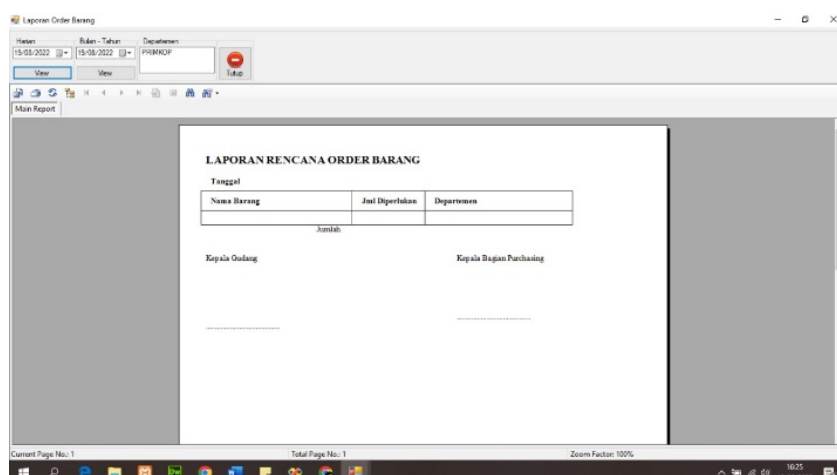 Laporan Order Barang
Harian Bulan - Tahun Departemen
15/08/2022 15/08/2022 PRIMKOP
View View Tutup
Main Report
LAPORAN RENCANA ORDER BARANG
Tanggal
Nama Barang Jml Diperlukan Departemen
Jumlah
Kepala Gudang Kepala Bagian Purchasing
Current Page No.: 1 Total Page No.: 1 Zoom Factor: 100%
16:25